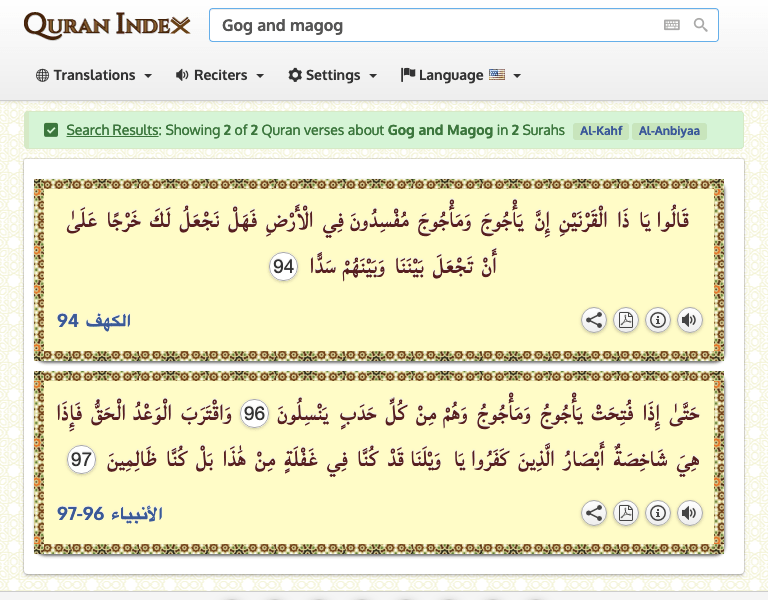 QURAN INDEX
Gog and magog
Translations Reciters Settings Language
Search Results: Showing 2 of 2 Quran verses about Gog and Magog in 2 Surahs Al-Kahf Al-Anbiyaa
قَالُوا يَا ذَا الْقَرْنَيْنِ إِنَّ يَأْجُوجَ وَمَأْجُوجَ مُفْسِدُونَ فِي الْأَرْضِ فَهَلْ نَجْعَلُ لَكَ خَرْجًا عَلَىٰ
أَنْ تَجْعَلَ بَيْنَنَا وَبَيْنَهُمْ سَدًّا 94
الكهف 94
حَتَّىٰ إِذَا فُتِحَتْ يَأْجُوجُ وَمَأْجُوجُ وَهُمْ مِنْ كُلِّ حَدَبٍ يَنْسِلُونَ 96 وَاقْتَرَبَ الْوَعْدُ الْحَقُّ فَإِذَا
هِيَ شَاخِصَةٌ أَبْصَارُ الَّذِينَ كَفَرُوا يَا وَيْلَنَا قَدْ كُنَّا فِي غَفْلَةٍ مِنْ هَٰذَا بَلْ كُنَّا ظَالِمِينَ 97
الأنبياء 96-97